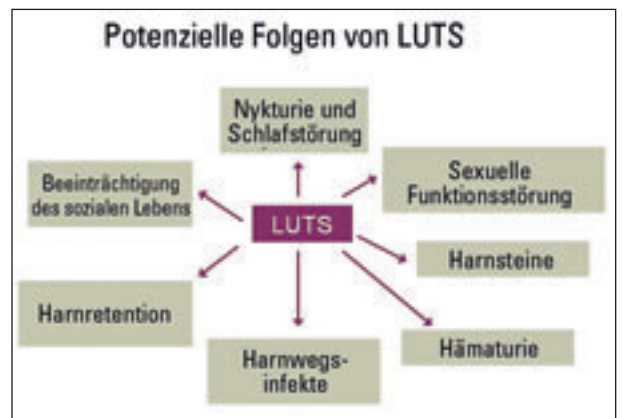 Potenzielle Folgen von LUTS
Nykturie und
Schlafstörung
Beeinträchtigung
des sozialen Lebens
Sexuelle
Funktionsstörung
LUTS
Harnsteine
Harnretention
Harnwegs-
infekte
Hämaturie